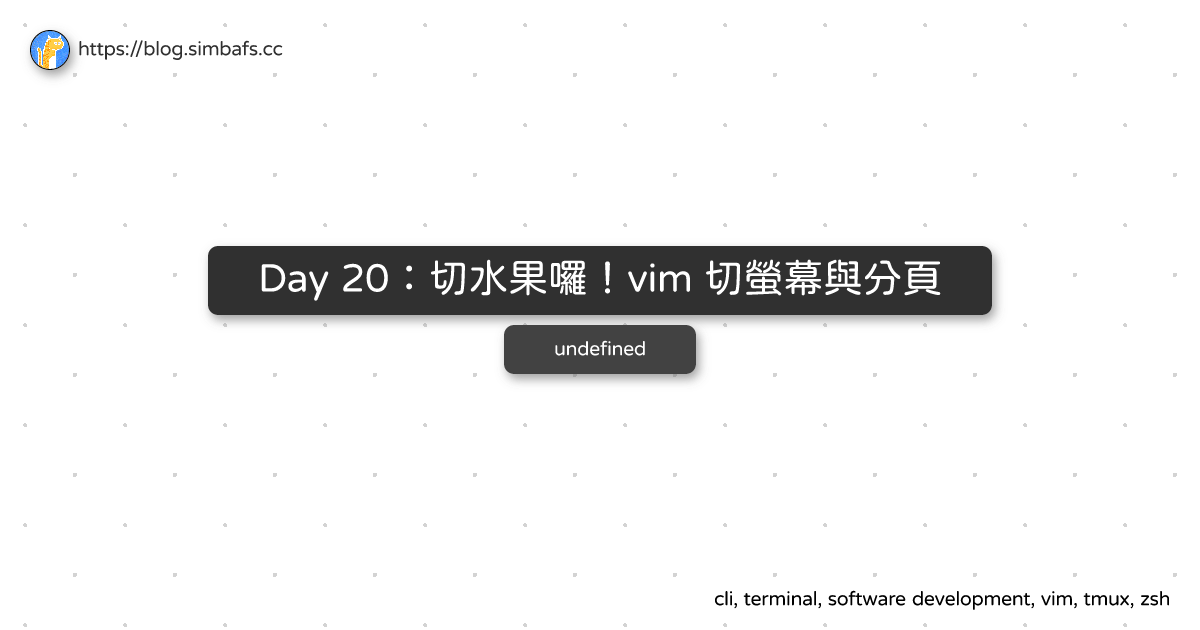 https://blog.simbafs.cc
Day 20：切水果囉！vim 切螢幕與分頁
undefined
cli, terminal, software development, vim, tmux, zsh